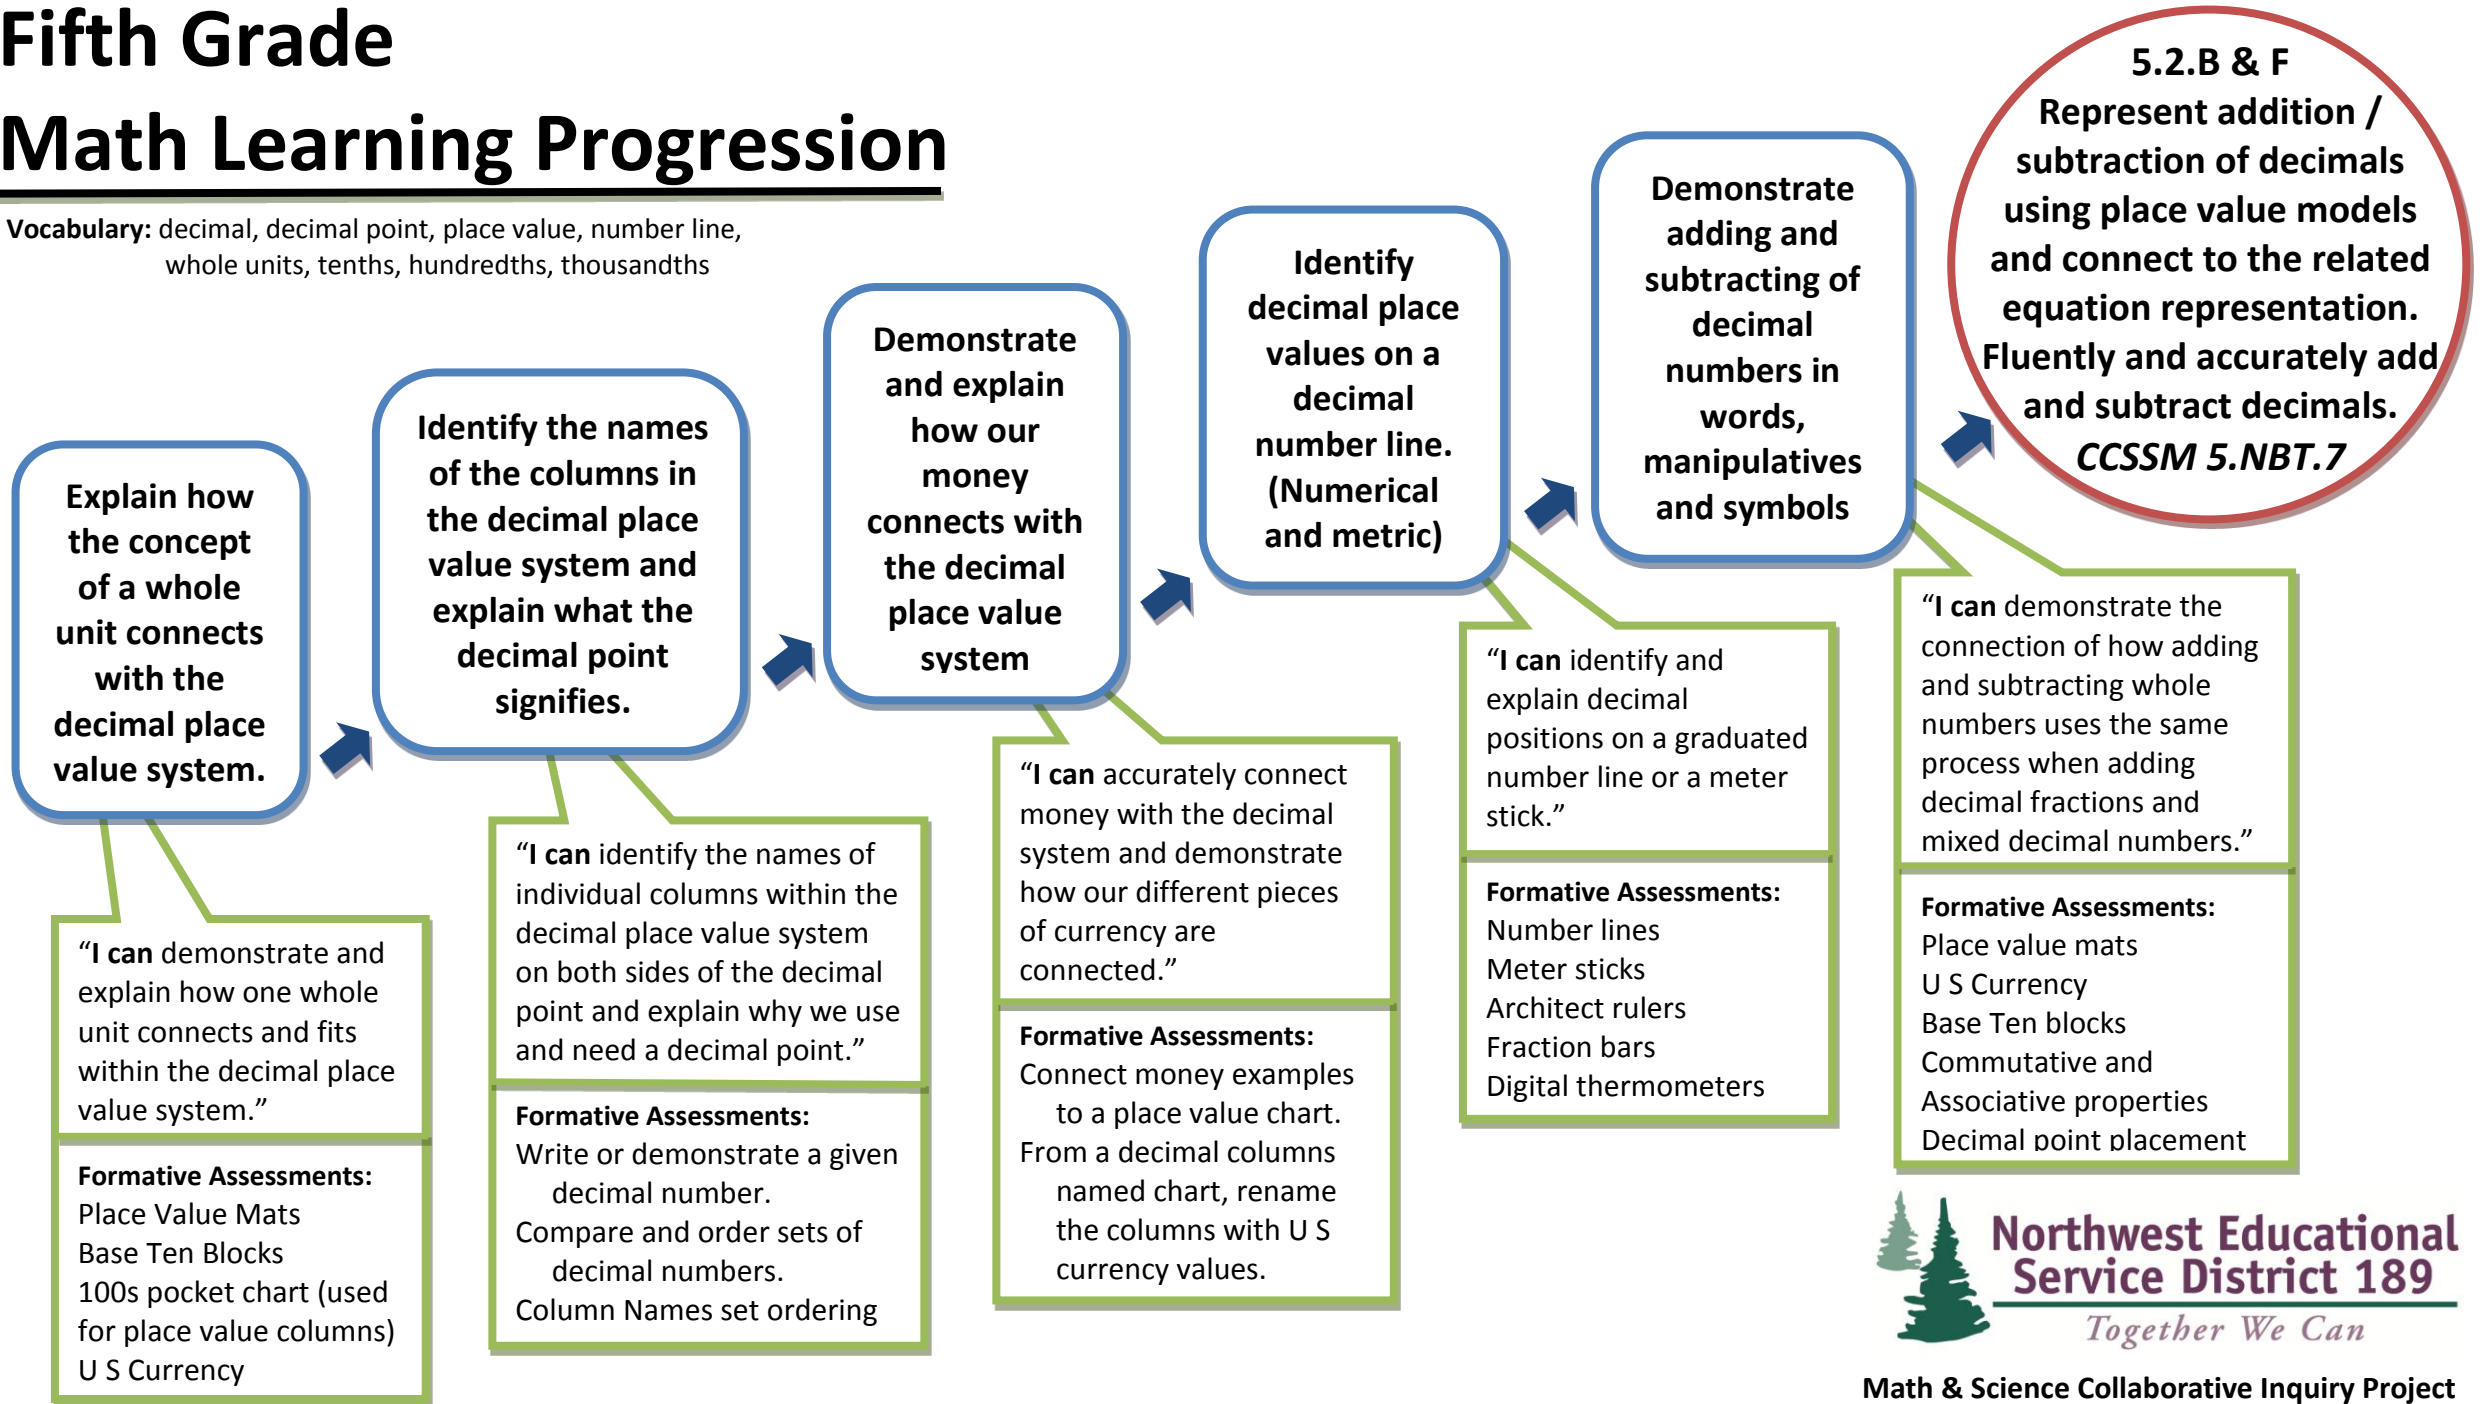 Fifth Grade
Math Learning Progression
Vocabulary: decimal, decimal point, place value, number line,
whole units, tenths, hundredths, thousandths
Explain how
the concept
of a whole
unit connects
with the
decimal place
value system.
“I can demonstrate and
explain how one whole
unit connects and fits
within the decimal place
value system.”
Formative Assessments:
Place Value Mats
Base Ten Blocks
100s pocket chart (used
for place value columns)
U S Currency
Identify the names
of the columns in
the decimal place
value system and
explain what the
decimal point
signifies.
“I can identify the names of
individual columns within the
decimal place value system
on both sides of the decimal
point and explain why we use
and need a decimal point.”
Formative Assessments:
Write or demonstrate a given
decimal number.
Compare and order sets of
decimal numbers.
Column Names set ordering
Demonstrate
and explain
how our
money
connects with
the decimal
place value
system
“I can accurately connect
money with the decimal
system and demonstrate
how our different pieces
of currency are
connected.”
Formative Assessments:
Connect money examples
to a place value chart.
From a decimal columns
named chart, rename
the columns with U S
currency values.
Identify
decimal place
values on a
decimal
number line.
(Numerical
and metric)
“I can identify and
explain decimal
positions on a graduated
number line or a meter
stick.”
Formative Assessments:
Number lines
Meter sticks
Architect rulers
Fraction bars
Digital thermometers
Demonstrate
adding and
subtracting of
decimal
numbers in
words,
manipulatives
and symbols
“I can demonstrate the
connection of how adding
and subtracting whole
numbers uses the same
process when adding
decimal fractions and
mixed decimal numbers.”
Formative Assessments:
Place value mats
U S Currency
Base Ten blocks
Commutative and
Associative properties
Decimal point placement
5.2.B & F
Represent addition /
subtraction of decimals
using place value models
and connect to the related
equation representation.
Fluently and accurately add
and subtract decimals.
CCSSM 5.NBT.7
Northwest Educational
Service District 189
Together We Can
Math & Science Collaborative Inquiry Project